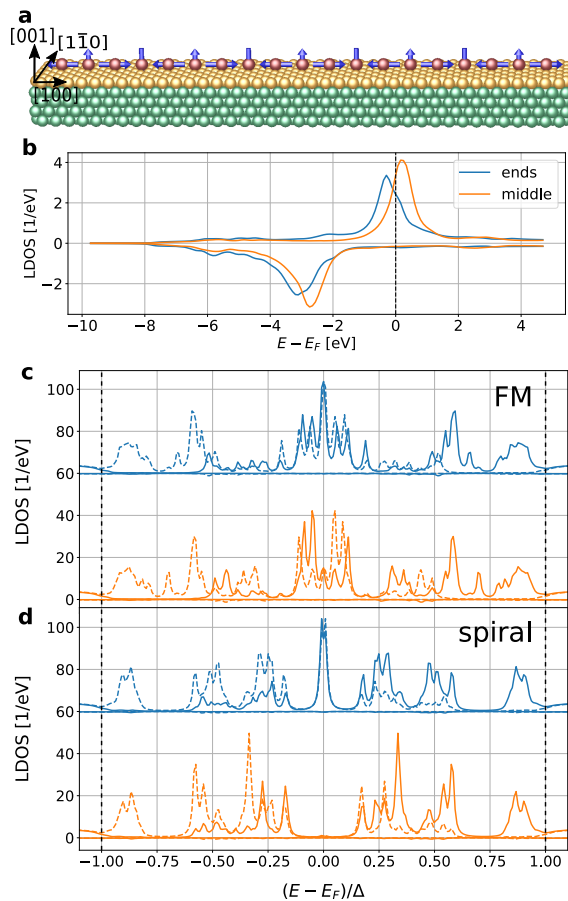 a
[001]
[11̄0]
[100]
b
LDOS [1/eV]
4
2
0
−2
ends
middle
−10 −8 −6 −4 −2 0 2 4
E − E_F [eV]
c
FM
LDOS [1/eV]
100
80
60
40
20
0
d
spiral
LDOS [1/eV]
100
80
60
40
20
0
−1.00 −0.75 −0.50 −0.25 0.00 0.25 0.50 0.75 1.00
(E − E_F)/Δ